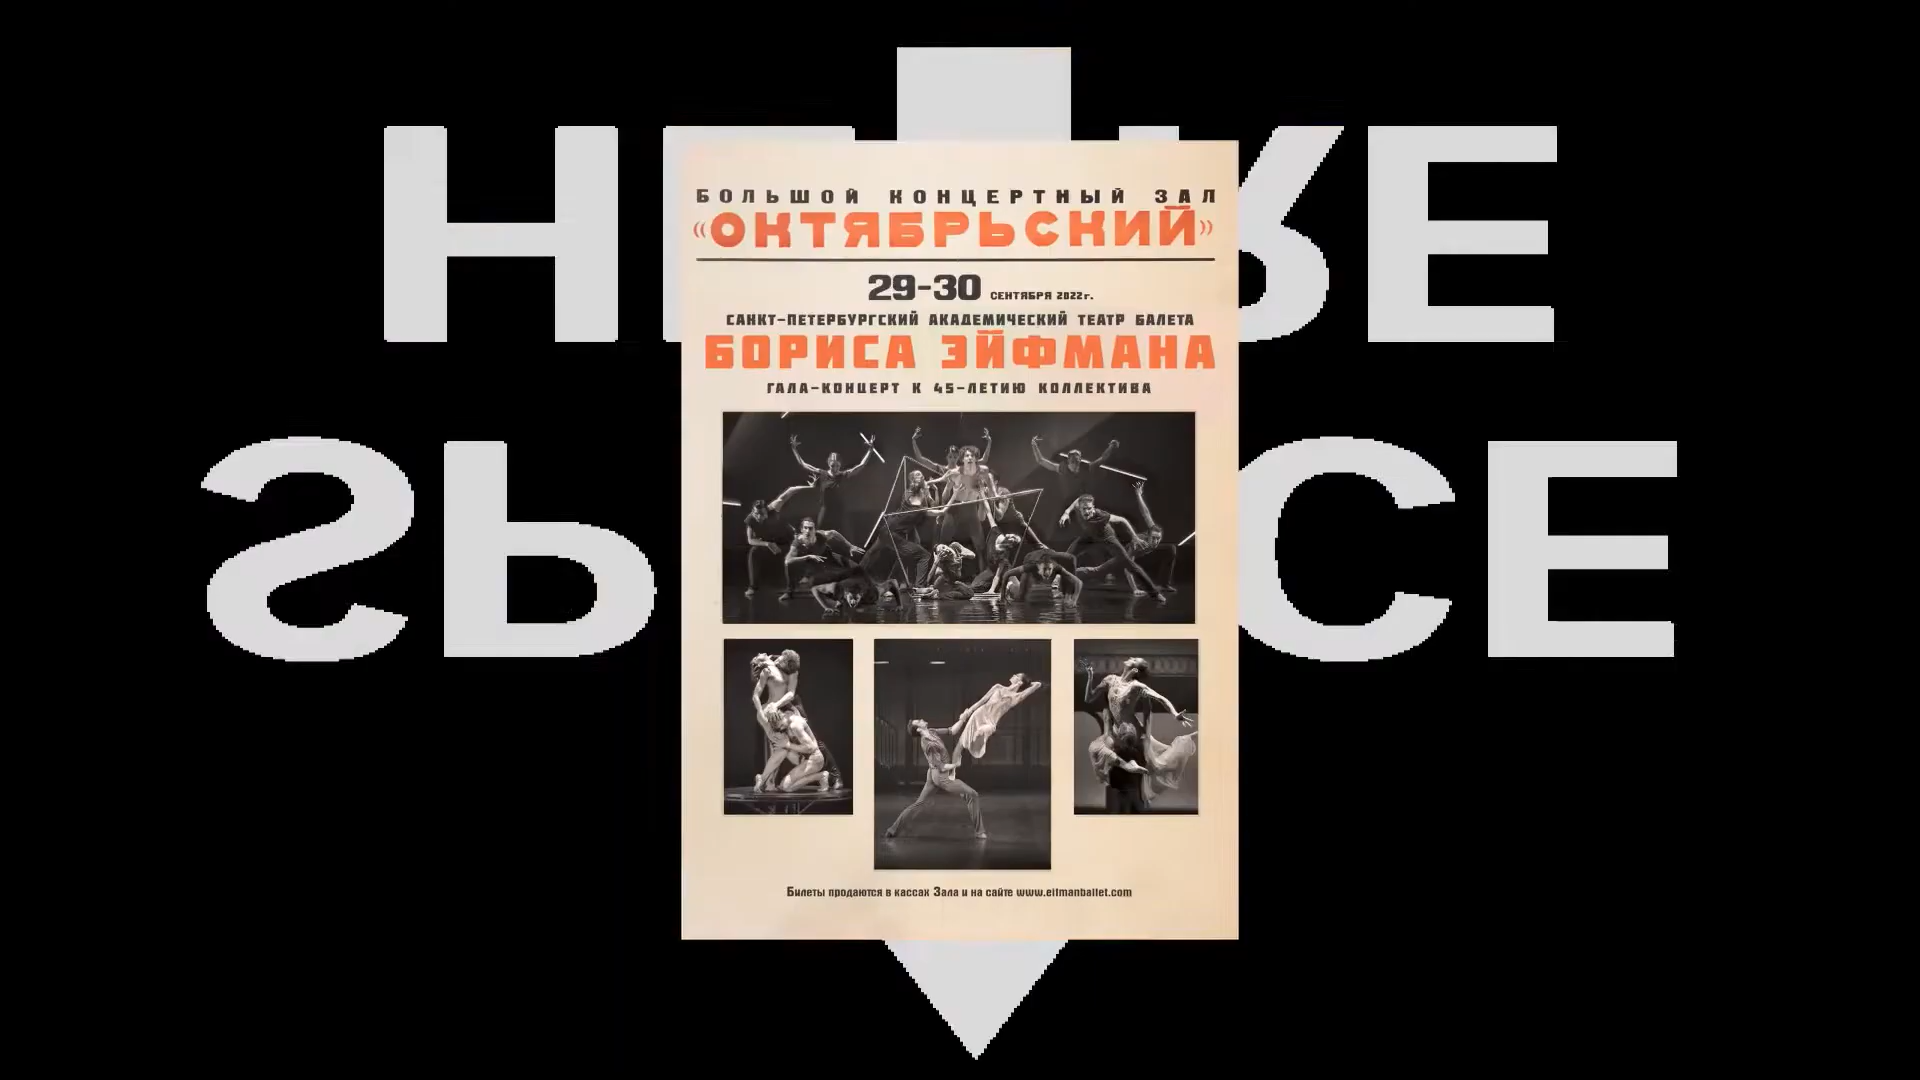 БОЛЬШОЙ КОНЦЕРТНЫЙ ЗАЛ
«ОКТЯБРЬСКИЙ»
29-30 СЕНТЯБРЯ 2022г.
САНКТ-ПЕТЕРБУРГСКИЙ АКАДЕМИЧЕСКИЙ ТЕАТР БАЛЕТА
БОРИСА ЭЙФМАНА
ГАЛА-КОНЦЕРТ К 45-ЛЕТИЮ КОЛЛЕКТИВА
Билеты продаются в кассах Зала и на сайте www.eifmanballet.com